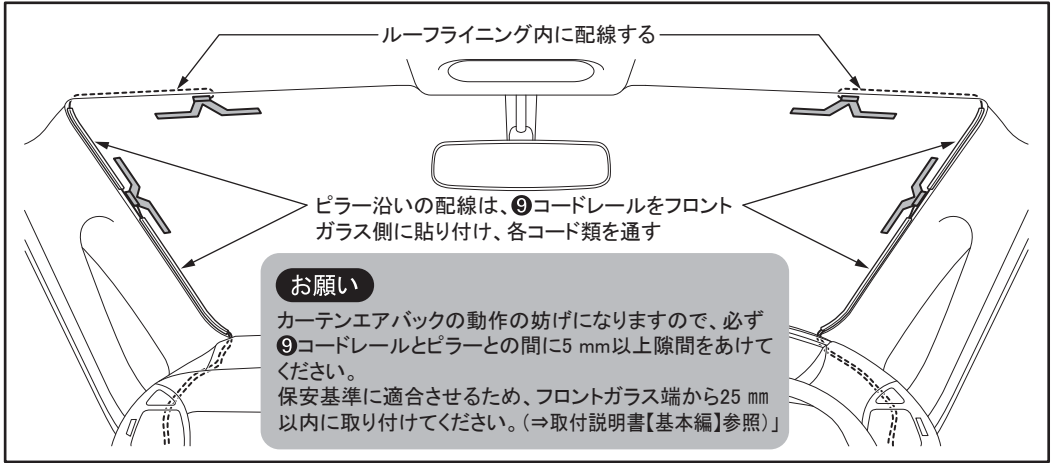 ルーフライニング内に配線する
ピラー沿いの配線は、❾コードレールをフロント
ガラス側に貼り付け、各コード類を通す
お願い
カーテンエアバックの動作の妨げになりますので、必ず
❾コードレールとピラーとの間に5 mm以上隙間をあけて
ください。
保安基準に適合させるため、フロントガラス端から25 mm
以内に取り付けてください。(⇒取付説明書【基本編】参照)」